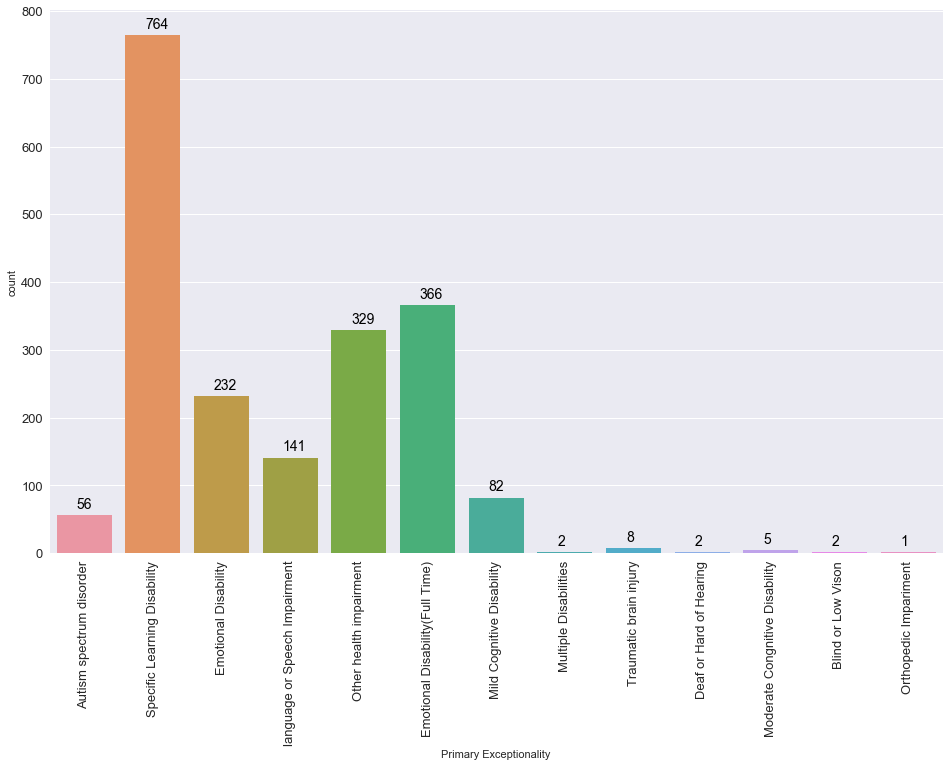 800
700
600
500
400
300
200
100
0
count
764
366
329
232
141
82
56
8
5
2
2
2
1
Autism spectrum disorder
Specific Learning Disability
Emotional Disability
language or Speech Impairment
Other health impairment
Emotional Disability(Full Time)
Mild Cognitive Disability
Multiple Disabilities
Traumatic brain injury
Deaf or Hard of Hearing
Moderate Congnitive Disability
Blind or Low Vison
Orthopedic Impariment
Primary Exceptionality